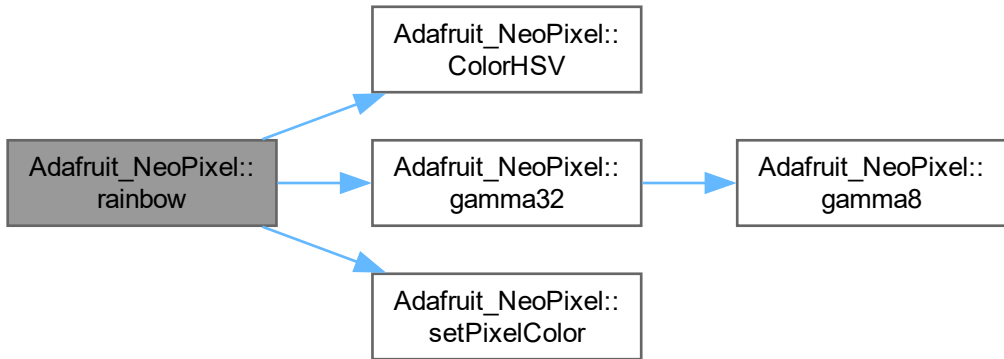 Adafruit_NeoPixel::
ColorHSV
Adafruit_NeoPixel::
rainbow
Adafruit_NeoPixel::
gamma32
Adafruit_NeoPixel::
gamma8
Adafruit_NeoPixel::
setPixelColor